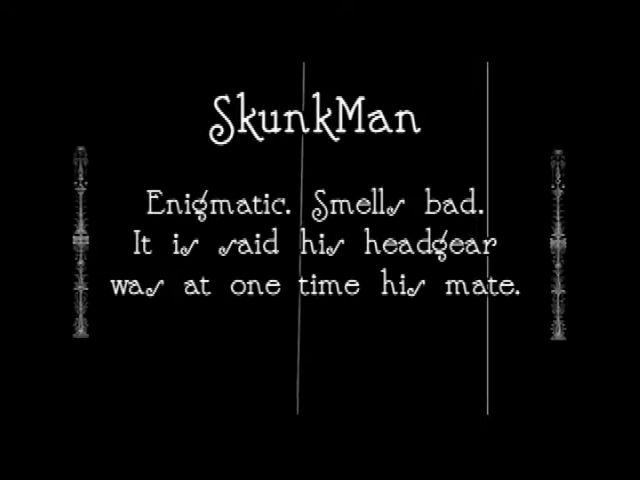 SkunkMan
Enigmatic. Smells bad.
It is said his headgear
was at one time his mate.